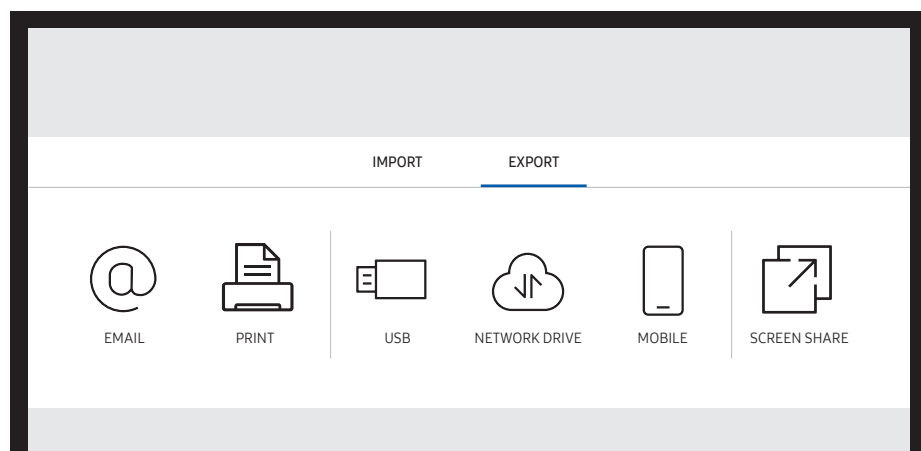 IMPORT EXPORT
EMAIL PRINT USB NETWORK DRIVE MOBILE SCREEN SHARE